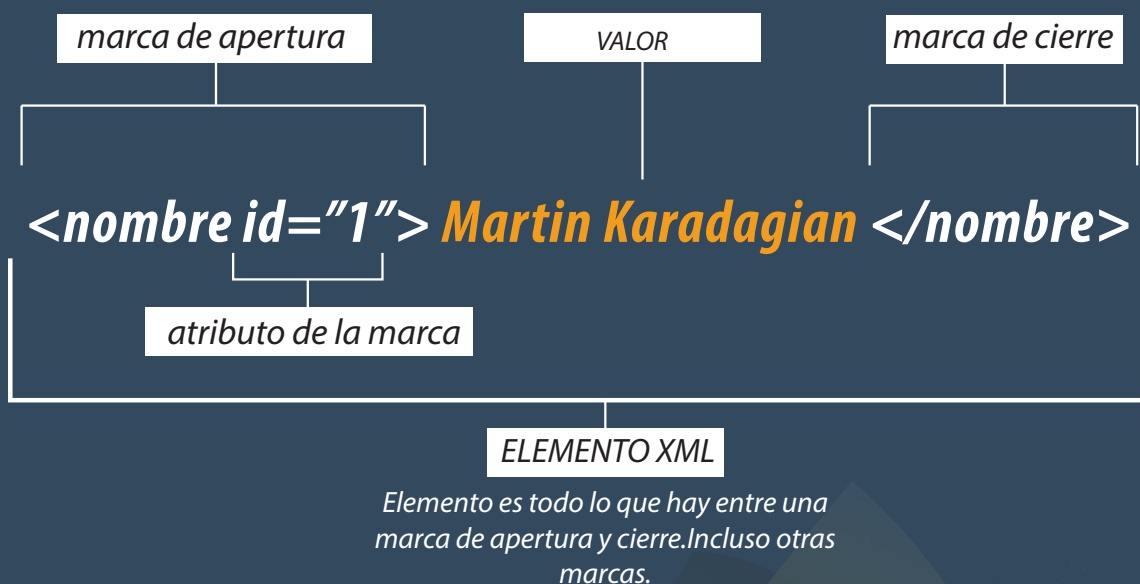 marca de apertura
VALOR
marca de cierre
<nombre id=”1”> Martin Karadagian </nombre>
atributo de la marca
ELEMENTO XML
Elemento es todo lo que hay entre una
marca de apertura y cierre.Incluso otras
marcas.